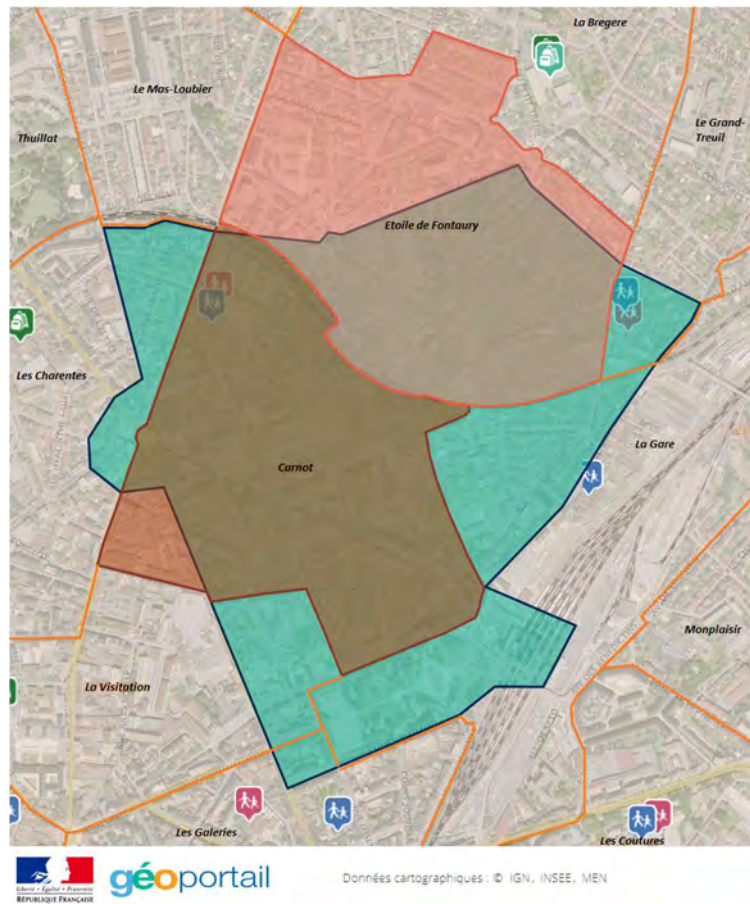 La Bregere
Le Mas-Loubier
Le Grand-
Treuil
Thuillat
Etoile de Fontaury
Les Charentes
La Gare
Carnot
Monplaisir
La Visitation
Les Galeries
Les Coutures
Liberté • Égalité • Fraternité
RÉPUBLIQUE FRANÇAISE
géoportail
Données cartographiques : © IGN, INSEE, MEN